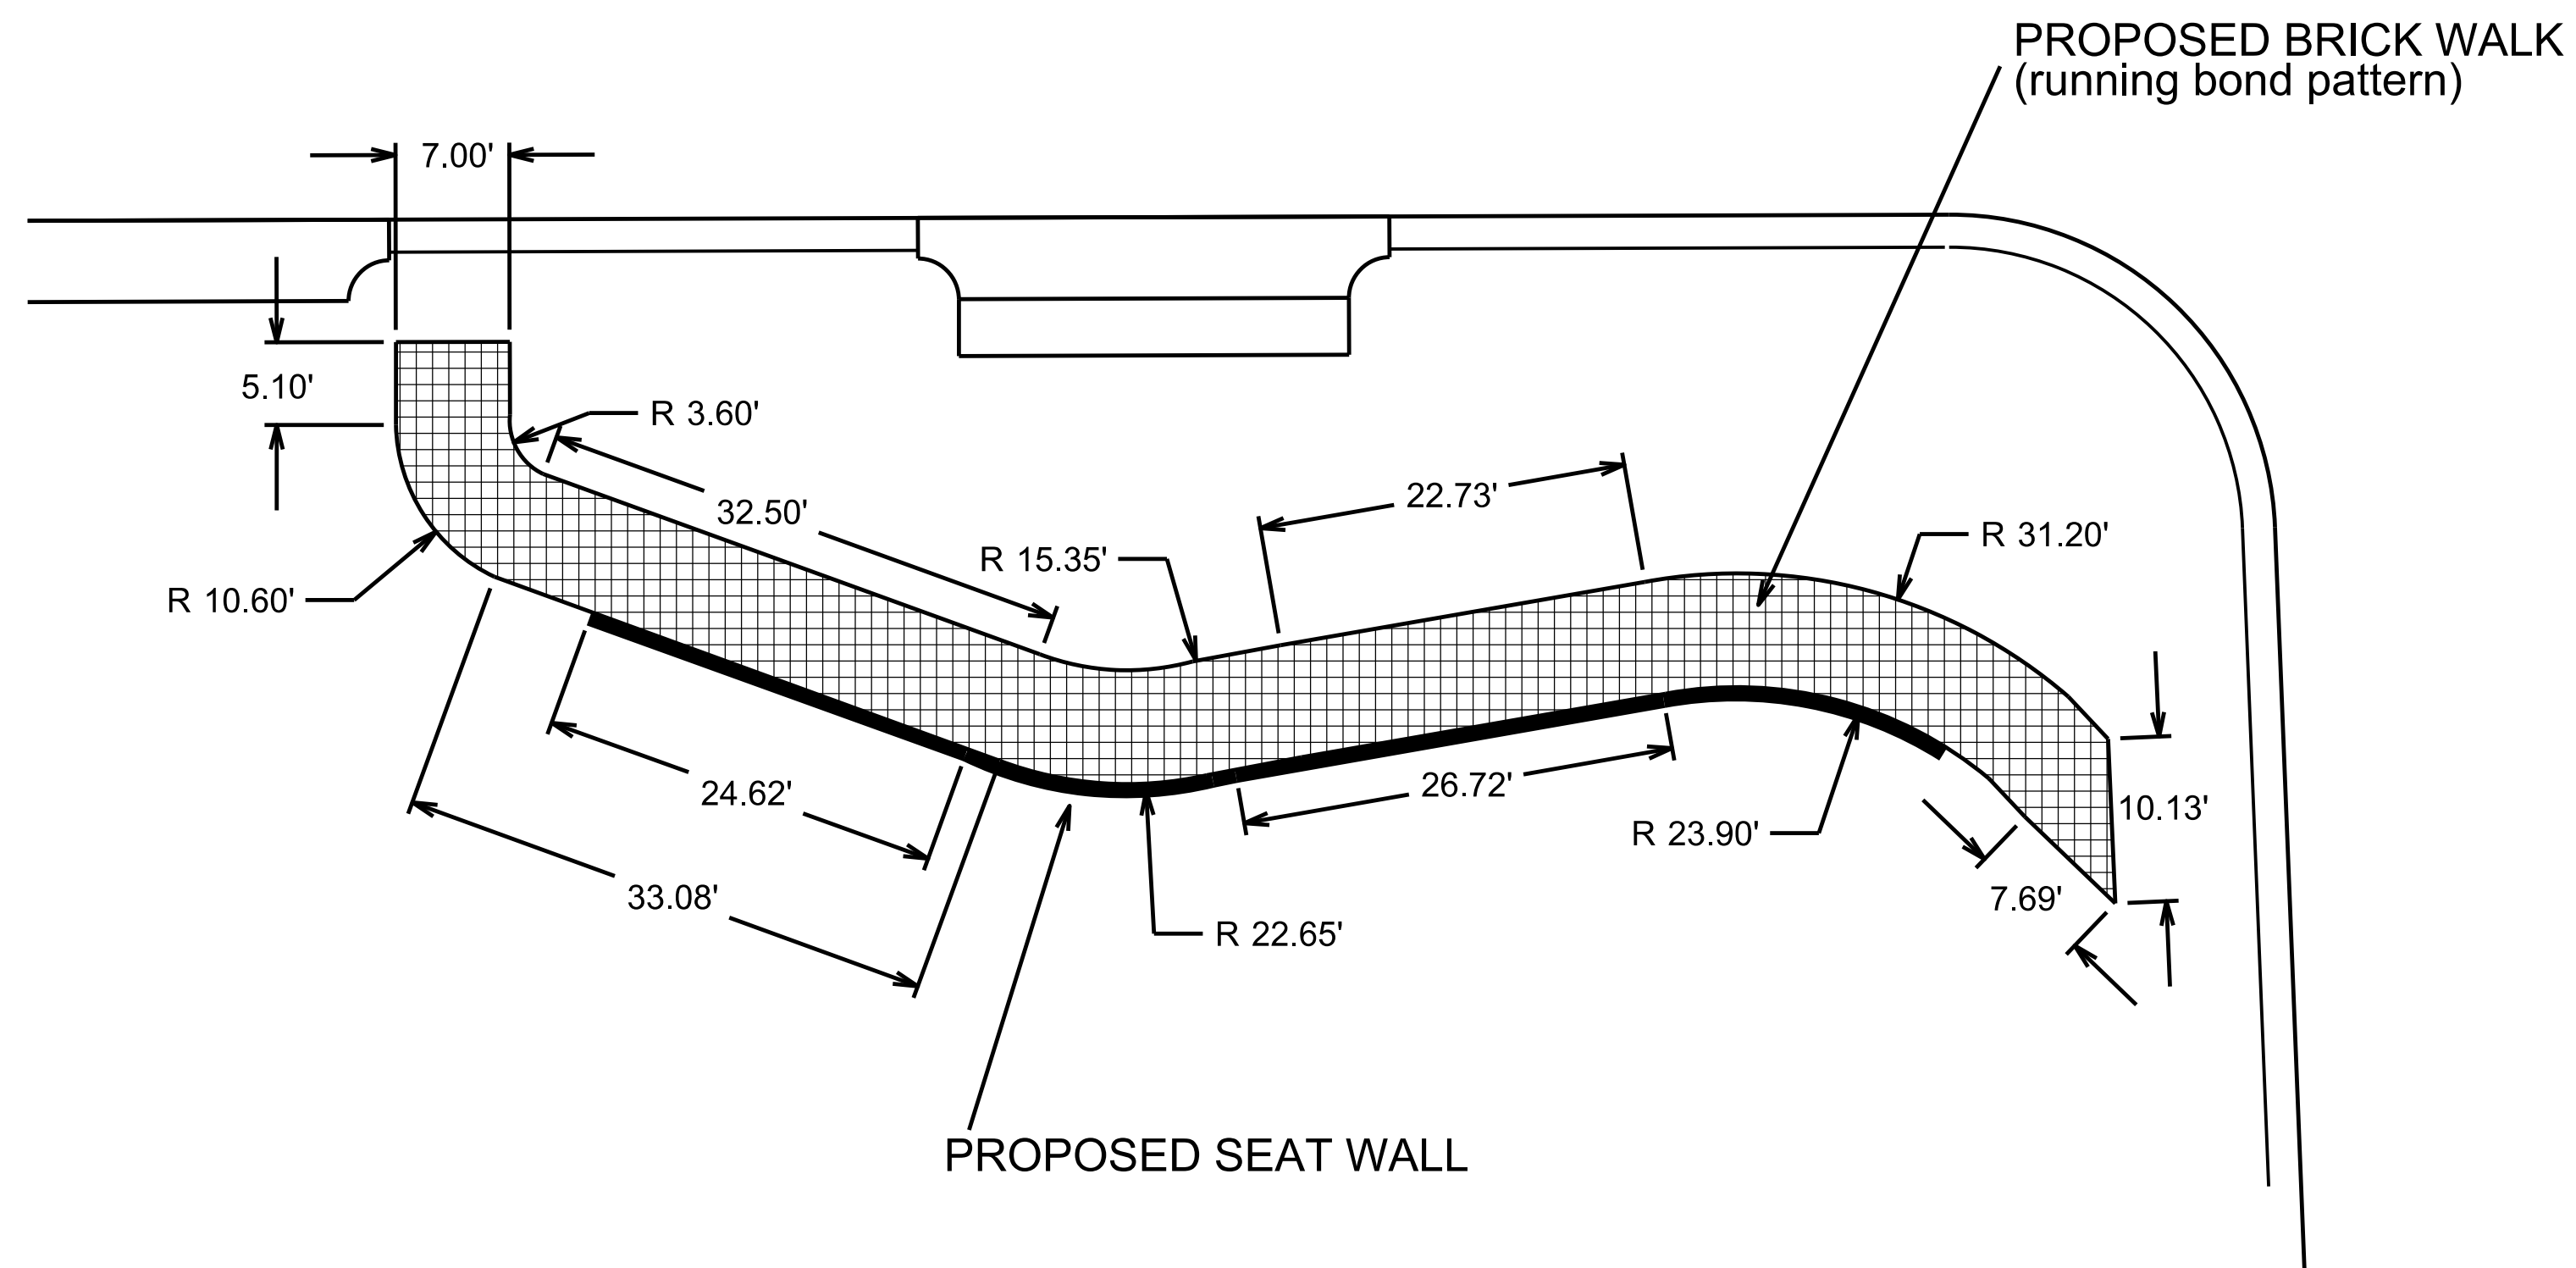 PROPOSED BRICK WALK
(running bond pattern)
7.00'
5.10'
R 3.60'
32.50'
22.73'
R 15.35'
R 31.20'
R 10.60'
24.62'
26.72'
10.13'
R 23.90'
33.08'
7.69'
R 22.65'
PROPOSED SEAT WALL